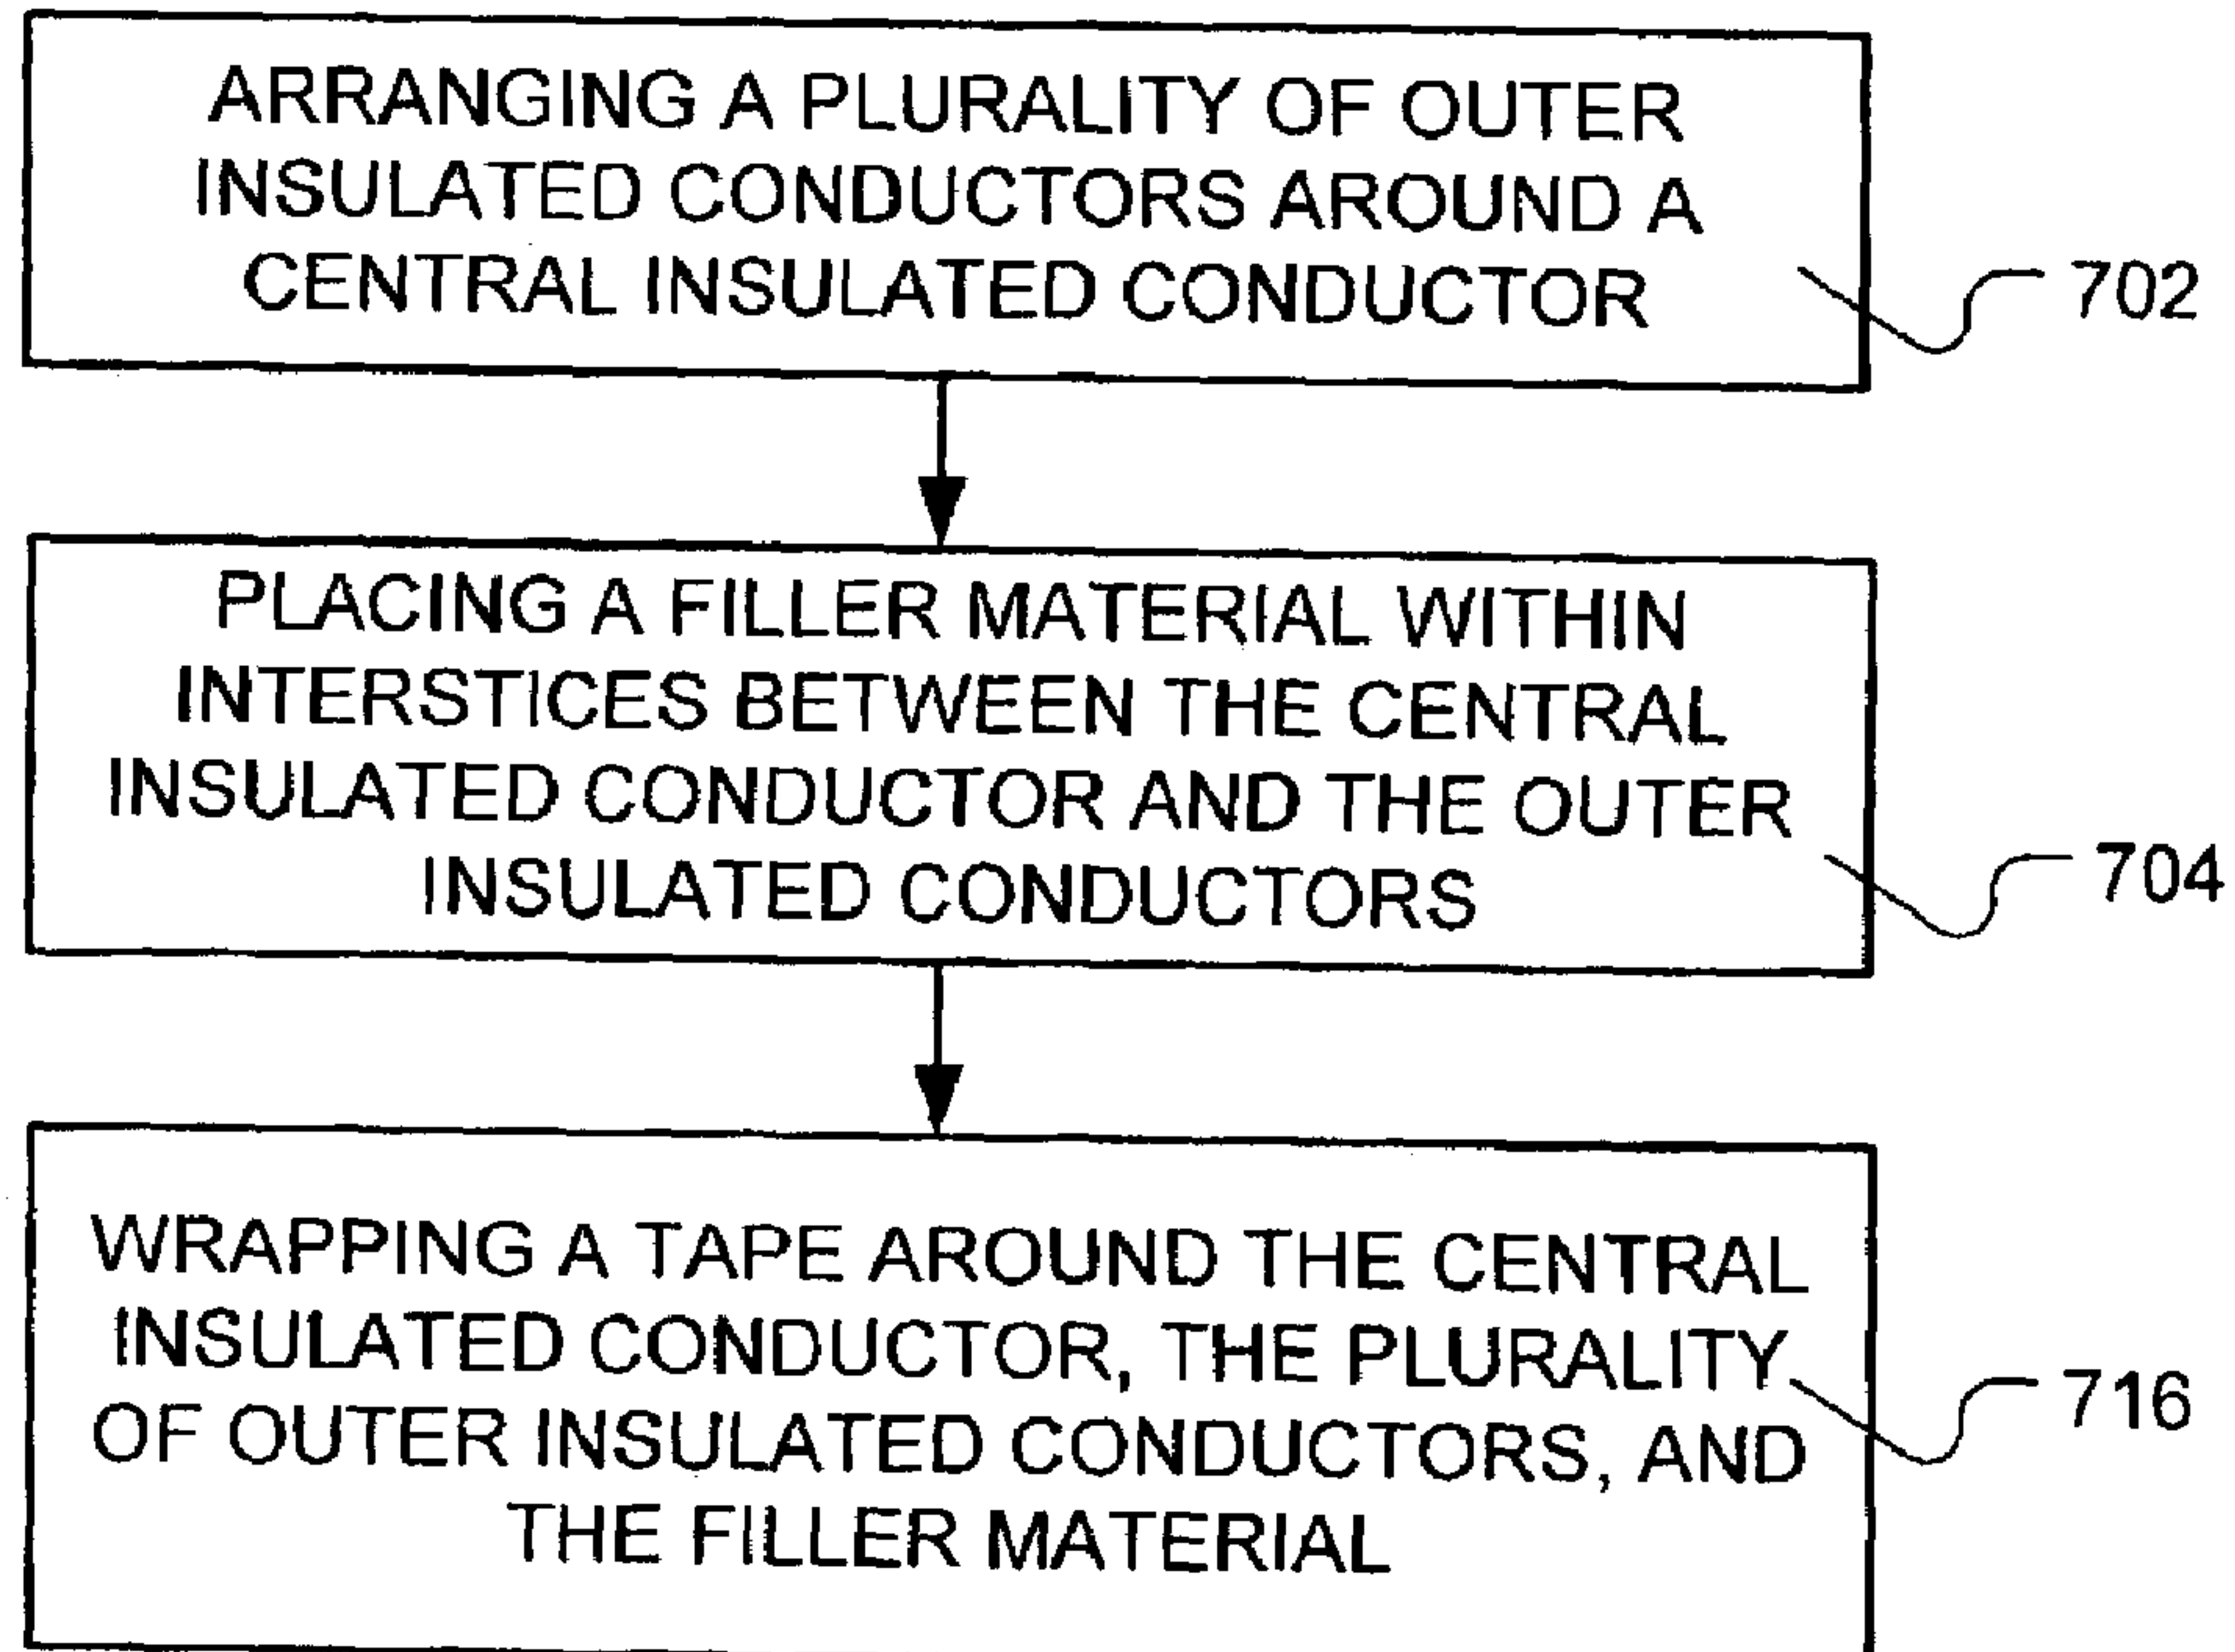 ARRANGING A PLURALITY OF OUTER
INSULATED CONDUCTORS AROUND A
CENTRAL INSULATED CONDUCTOR
702
PLACING A FILLER MATERIAL WITHIN
INTERSTICES BETWEEN THE CENTRAL
INSULATED CONDUCTOR AND THE OUTER
INSULATED CONDUCTORS
704
WRAPPING A TAPE AROUND THE CENTRAL
INSULATED CONDUCTOR, THE PLURALITY
OF OUTER INSULATED CONDUCTORS, AND
THE FILLER MATERIAL
716